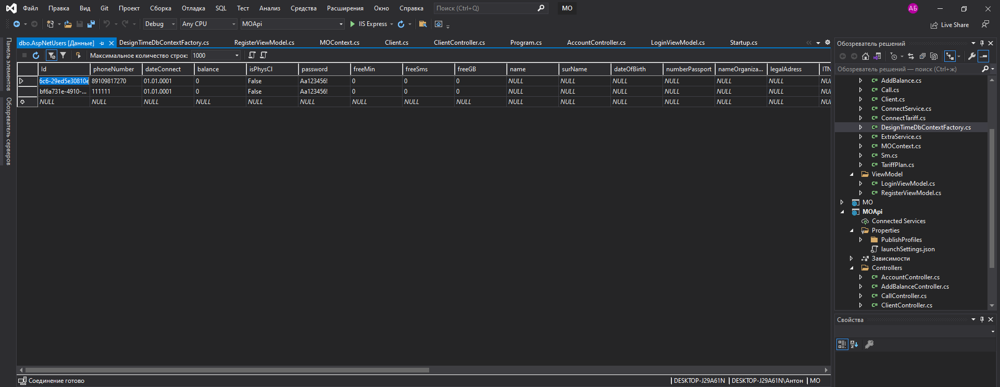 Файл Правка Вид Git Проект Сборка Отладка SQL Тест Анализ Средства Расширения Окно Справка Поиск (Ctrl+Q) MO АБ
Debug Any CPU MOApi IIS Express Live Share
Панель элементов
Обозреватель серверов
dbo.AspNetUsers [Данные] DesignTimeDbContextFactory.cs RegisterViewModel.cs MOContext.cs Client.cs ClientController.cs Program.cs AccountController.cs LoginViewModel.cs Startup.cs
Максимальное количество строк: 1000
Id phoneNumber dateConnect balance isPhysCl password freeMin freeSms freeGB name surName dateOfBirth numberPassport nameOrganiza... legalAdress ITN
6c6-29ed5e30810e 89109817270 01.01.0001 0 False Aa123456! 0 0 0 NULL NULL NULL NULL NULL NULL NU
bf6a731e-4910-... 111111 01.01.0001 0 False Aa123456! 0 0 0 NULL NULL NULL NULL NULL NULL NU
NULL NULL NULL NULL NULL NULL NULL NULL NULL NULL NULL NULL NULL NULL NULL NU
Соединение готово DESKTOP-J29A61N DESKTOP-J29A61N\Антон MO
Обозреватель решений
Обозреватель решений — поиск (Ctrl+ж)
C# AddBalance.cs
C# Call.cs
C# Client.cs
C# ConnectService.cs
C# ConnectTariff.cs
C# DesignTimeDbContextFactory.cs
C# ExtraService.cs
C# MOContext.cs
C# Sm.cs
C# TariffPlan.cs
ViewModel
C# LoginViewModel.cs
C# RegisterViewModel.cs
MO
MOApi
Connected Services
Properties
PublishProfiles
launchSettings.json
Зависимости
Controllers
C# AccountController.cs
C# AddBalanceController.cs
C# CallController.cs
C# ClientController.cs
Свойства